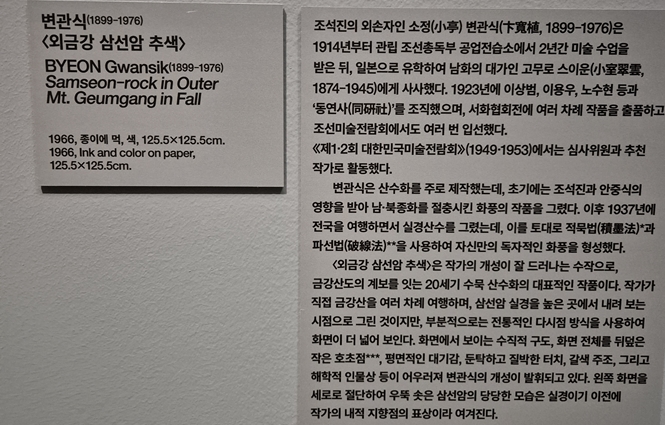 변관식(1899-1976)
〈외금강 삼선암 추색〉
BYEON Gwansik(1899-1976)
Samseon-rock in Outer
Mt. Geumgang in Fall
1966, 종이에 먹, 색, 125.5×125.5cm.
1966, Ink and color on paper,
125.5×125.5cm.
조석진의 외손자인 소정(小亭) 변관식(卞寬植, 1899-1976)은
1914년부터 관립 조선총독부 공업전습소에서 2년간 미술 수업을
받은 뒤, 일본으로 유학하여 남화의 대가인 고무로 스이운(小室翠雲,
1874-1945)에게 사사했다. 1923년에 이상범, 이용우, 노수현 등과
‘동연사(同硏社)’를 조직했으며, 서화협회전에 여러 차례 작품을 출품하고
조선미술전람회에서도 여러 번 입선했다.
《제1·2회 대한민국미술전람회》(1949·1953)에서는 심사위원과 추천
작가로 활동했다.
변관식은 산수화를 주로 제작했는데, 초기에는 조석진과 안중식의
영향을 받아 남·북종화를 절충시킨 화풍의 작품을 그렸다. 이후 1937년에
전국을 여행하면서 실경산수를 그렸는데, 이를 토대로 적묵법(積墨法)*과
파선법(破線法)**을 사용하여 자신만의 독자적인 화풍을 형성했다.
〈외금강 삼선암 추색〉은 작가의 개성이 잘 드러나는 수작으로,
금강산도의 계보를 잇는 20세기 수묵 산수화의 대표적인 작품이다. 작가가
직접 금강산을 여러 차례 여행하며, 삼선암 실경을 높은 곳에서 내려 보는
시점으로 그린 것이지만, 부분적으로는 전통적인 다시점 방식을 사용하여
화면이 더 넓어 보인다. 화면에서 보이는 수직적 구도, 화면 전체를 뒤덮은
작은 호초점***, 평면적인 대기감, 둔탁하고 질박한 터치, 갈색 주조, 그리고
해학적 인물상 등이 어우러져 변관식의 개성이 발휘되고 있다. 왼쪽 화면을
세로로 절단하여 우뚝 솟은 삼선암의 당당한 모습은 실경이기 이전에
작가의 내적 지향점의 표상이라 여겨진다.